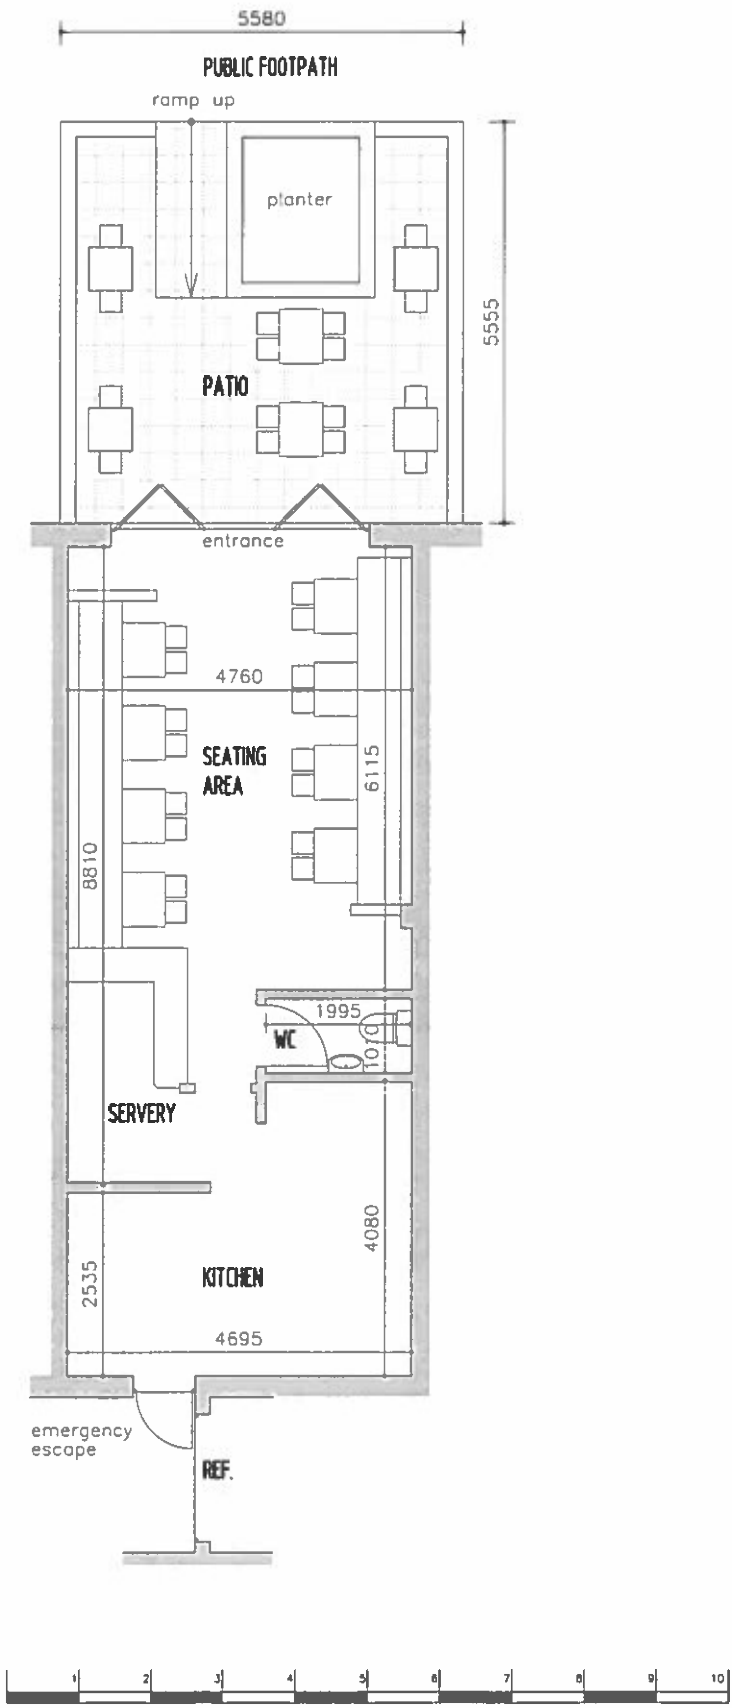 5580
PUBLIC FOOTPATH
ramp up
planter
5555
PATIO
entrance
4760
SEATING
AREA
6115
8810
1995
WC
1010
SERVERY
4080
2535
KITCHEN
4695
emergency
escape
REF.
1 2 3 4 5 6 7 8 9 10